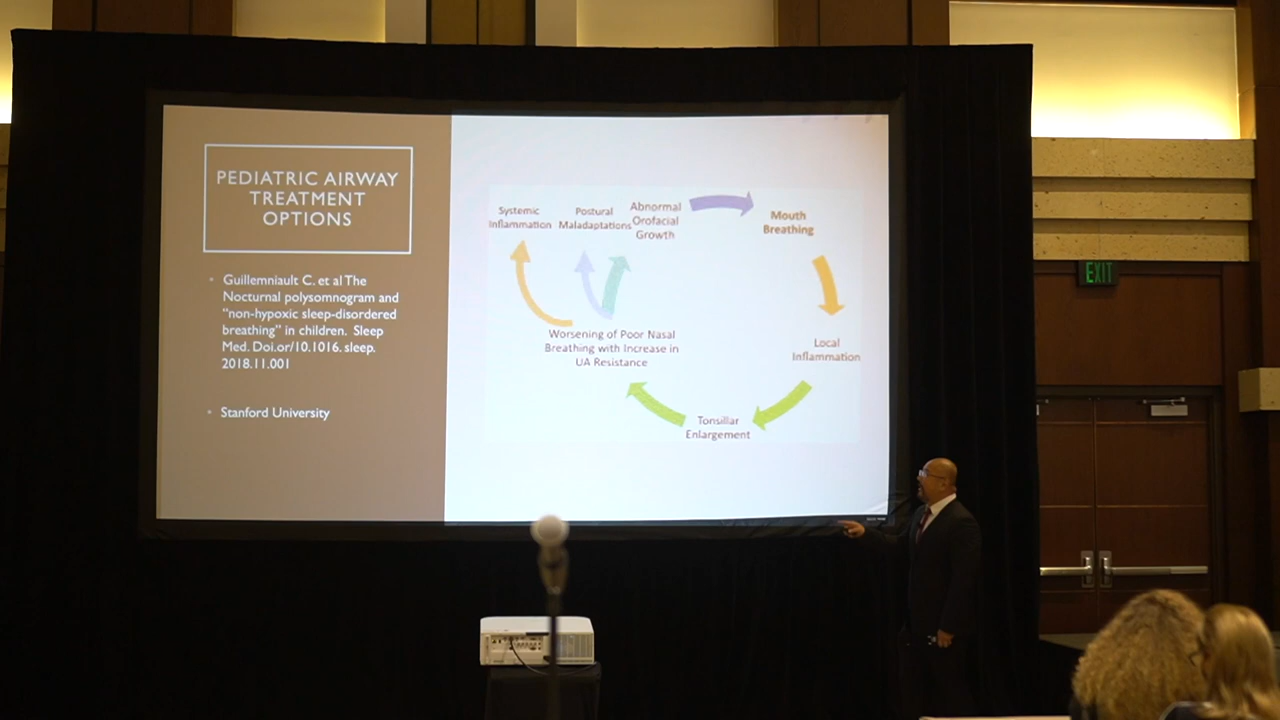 PEDIATRIC AIRWAY
TREATMENT
OPTIONS
• Guillemniault C. et al The
Nocturnal polysomnogram and
"non-hypoxic sleep-disordered
breathing" in children. Sleep
Med. Doi.or/10.1016. sleep.
2018.11.001
• Stanford University
Systemic
Inflammation
Postural
Maladaptations
Abnormal
Orofacial
Growth
Mouth
Breathing
Local
Inflammation
Tonsillar
Enlargement
Worsening of Poor Nasal
Breathing with Increase in
UA Resistance
EXIT